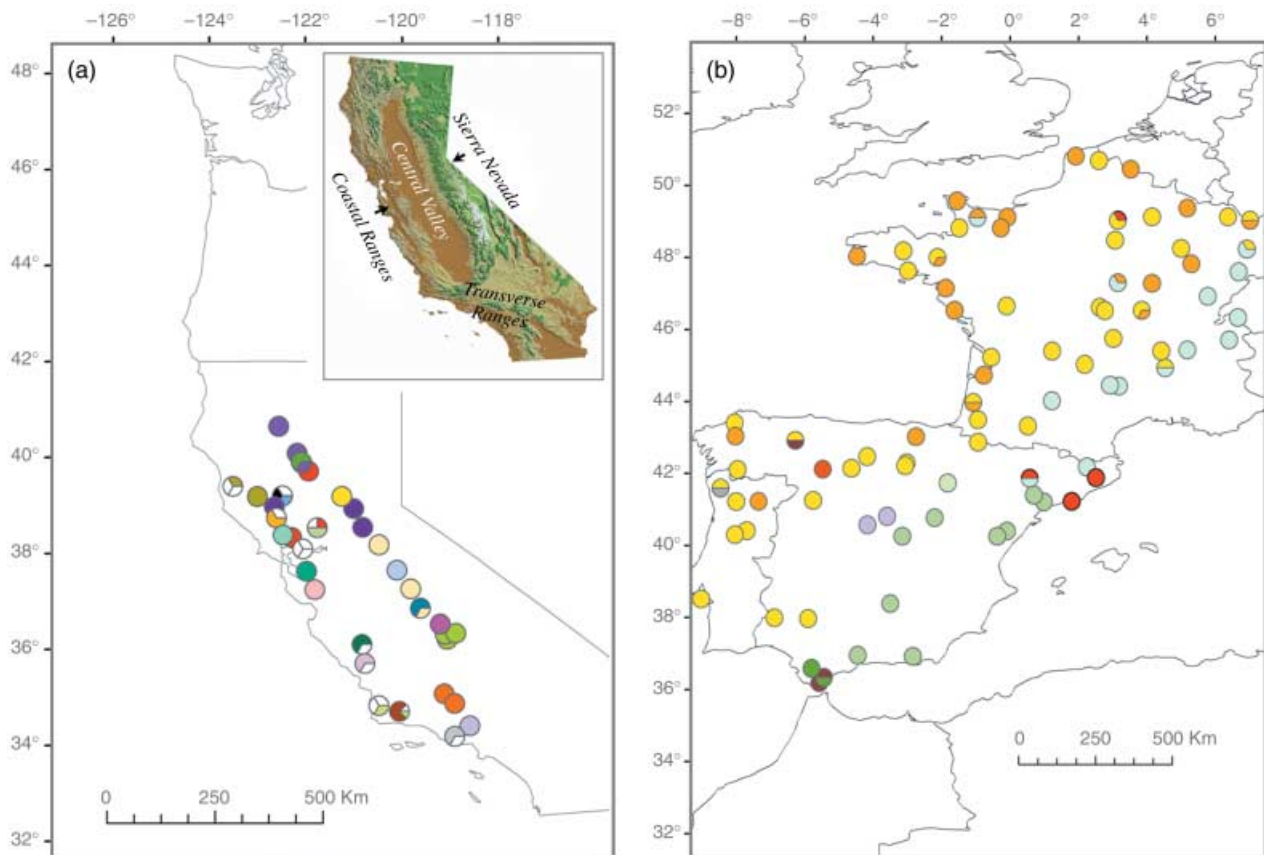 −126° −124° −122° −120° −118°
(a)
48°
46°
44°
42°
40°
38°
36°
34°
32°
Sierra Nevada
Central Valley
Coastal Ranges
Transverse
Ranges
0 250 500 Km
−8° −6° −4° −2° 0° 2° 4° 6°
(b)
52°
50°
48°
46°
44°
42°
40°
38°
36°
34°
32°
0 250 500 Km